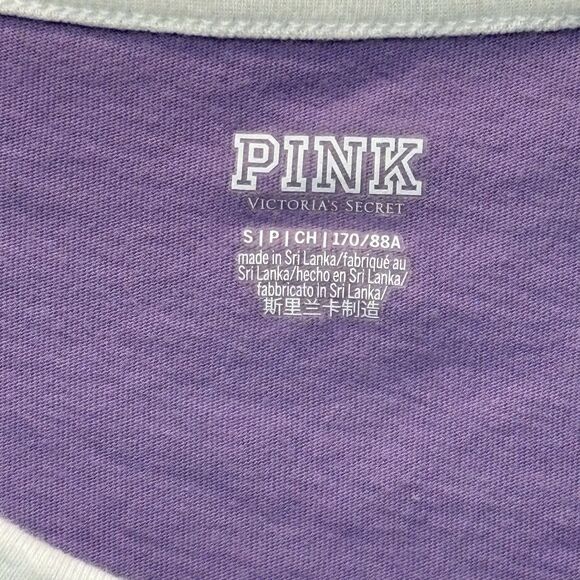 PINK
VICTORIA'S SECRET
S | P | CH | 170/88A
made in Sri Lanka/fabriqué au
Sri Lanka/hecho en Sri Lanka/
fabbricato in Sri Lanka/
斯里兰卡制造